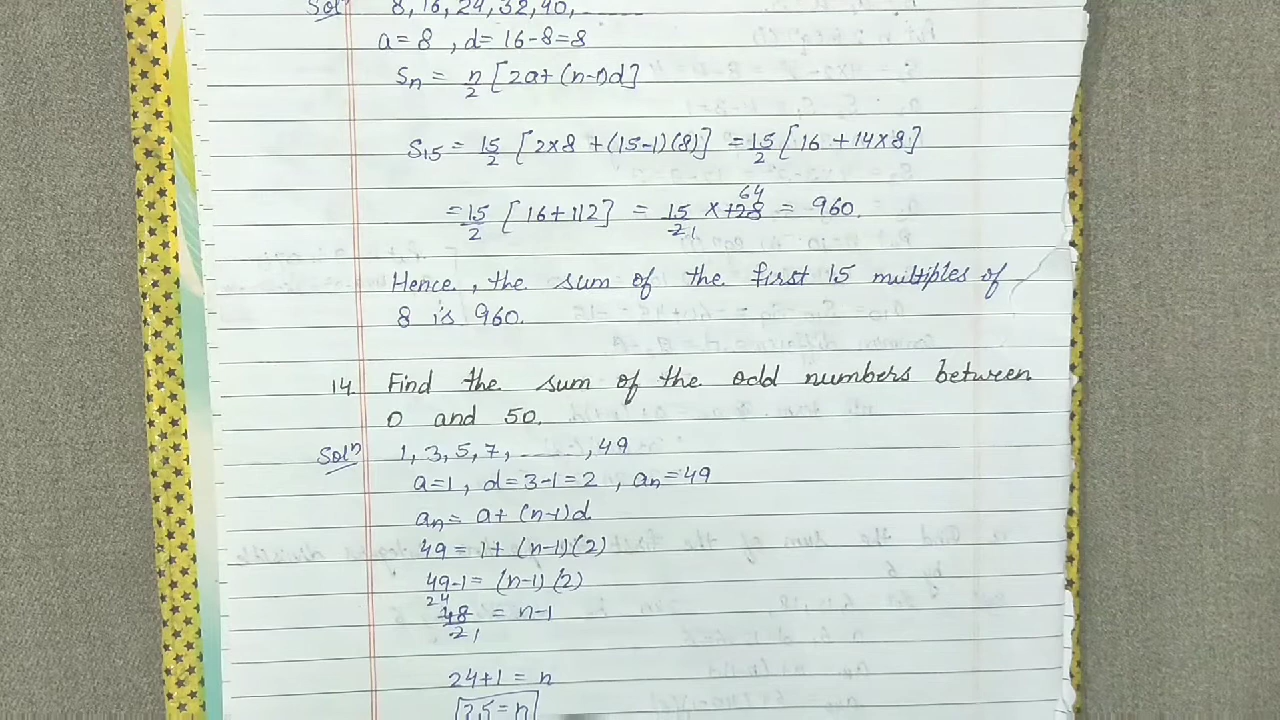 Solⁿ 8, 16, 24, 32, 40, ........
a = 8 , d = 16-8=8
Sn = n/2 [2a+(n-1)d]
S15 = 15/2 [2×8 +(15-1)(8)] = 15/2 [16 +14×8]
= 15/2 [16+112] = 15/2 × 128 = 960.
64
1
Hence, the sum of the first 15 multiples of
8 is 960.
14. Find the sum of the odd numbers between
0 and 50.
Solⁿ 1, 3, 5, 7, ......., 49
a=1, d=3-1=2 , an=49
an= a+ (n-1)d
49 = 1+ (n-1)(2)
49-1= (n-1)(2)
24
48/2 = n-1
1
24+1 = n
25=n